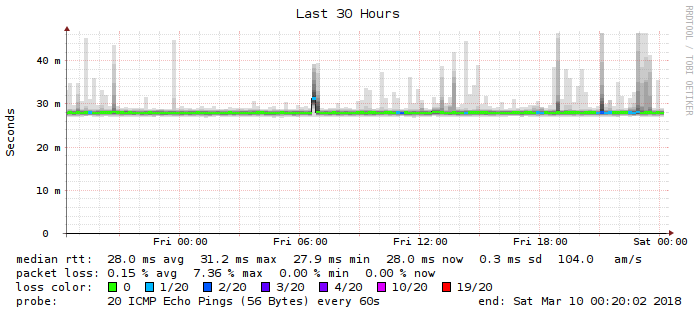 Last 30 Hours
RRDTOOL / TOBI OETIKER
Seconds
40 m
30 m
20 m
10 m
0
Fri 00:00 Fri 06:00 Fri 12:00 Fri 18:00 Sat 00:00
median rtt: 28.0 ms avg 31.2 ms max 27.9 ms min 28.0 ms now 0.3 ms sd 104.0 am/s
packet loss: 0.15 % avg 7.36 % max 0.00 % min 0.00 % now
loss color: 0 1/20 2/20 3/20 4/20 10/20 19/20
probe: 20 ICMP Echo Pings (56 Bytes) every 60s end: Sat Mar 10 00:20:02 2018